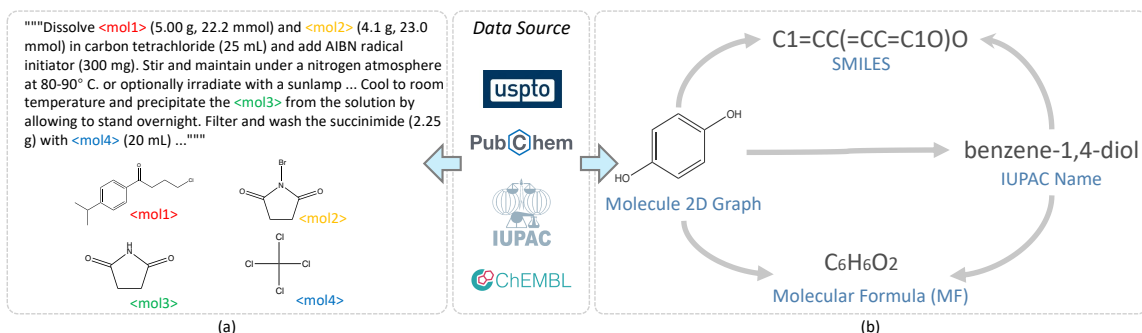 """Dissolve <mol1> (5.00 g, 22.2 mmol) and <mol2> (4.1 g, 23.0
mmol) in carbon tetrachloride (25 mL) and add AIBN radical
initiator (300 mg). Stir and maintain under a nitrogen atmosphere
at 80-90° C. or optionally irradiate with a sunlamp ... Cool to room
temperature and precipitate the <mol3> from the solution by
allowing to stand overnight. Filter and wash the succinimide (2.25
g) with <mol4> (20 mL) ..."""
O
Cl
<mol1>
Br
O
N
O
<mol2>
H
O
N
O
<mol3>
Cl
Cl
Cl
Cl
<mol4>
(a)
Data Source
uspto
PubChem
IUPAC
ChEMBL
C1=CC(=CC=C1O)O
SMILES
OH
HO
Molecule 2D Graph
benzene-1,4-diol
IUPAC Name
C6H6O2
Molecular Formula (MF)
(b)